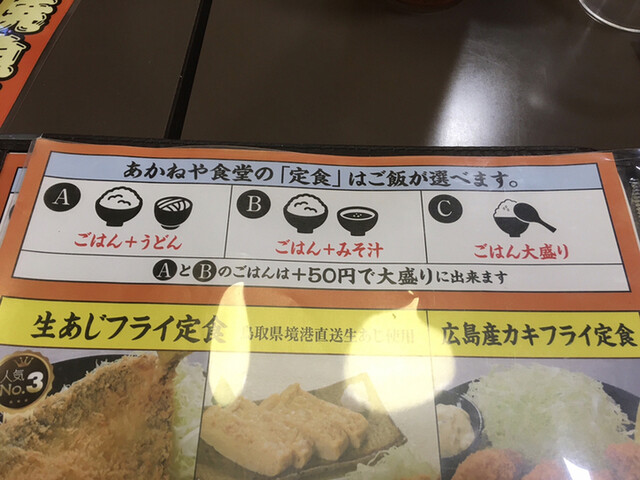 あかねや食堂の「定食」はご飯が選べます。
A
ごはん+うどん
B
ごはん+みそ汁
C
ごはん大盛り
AとBのごはんは+50円で大盛りに出来ます
生あじフライ定食
鳥取県境港直送生あじ使用
広島産カキフライ定食
人気
No.3